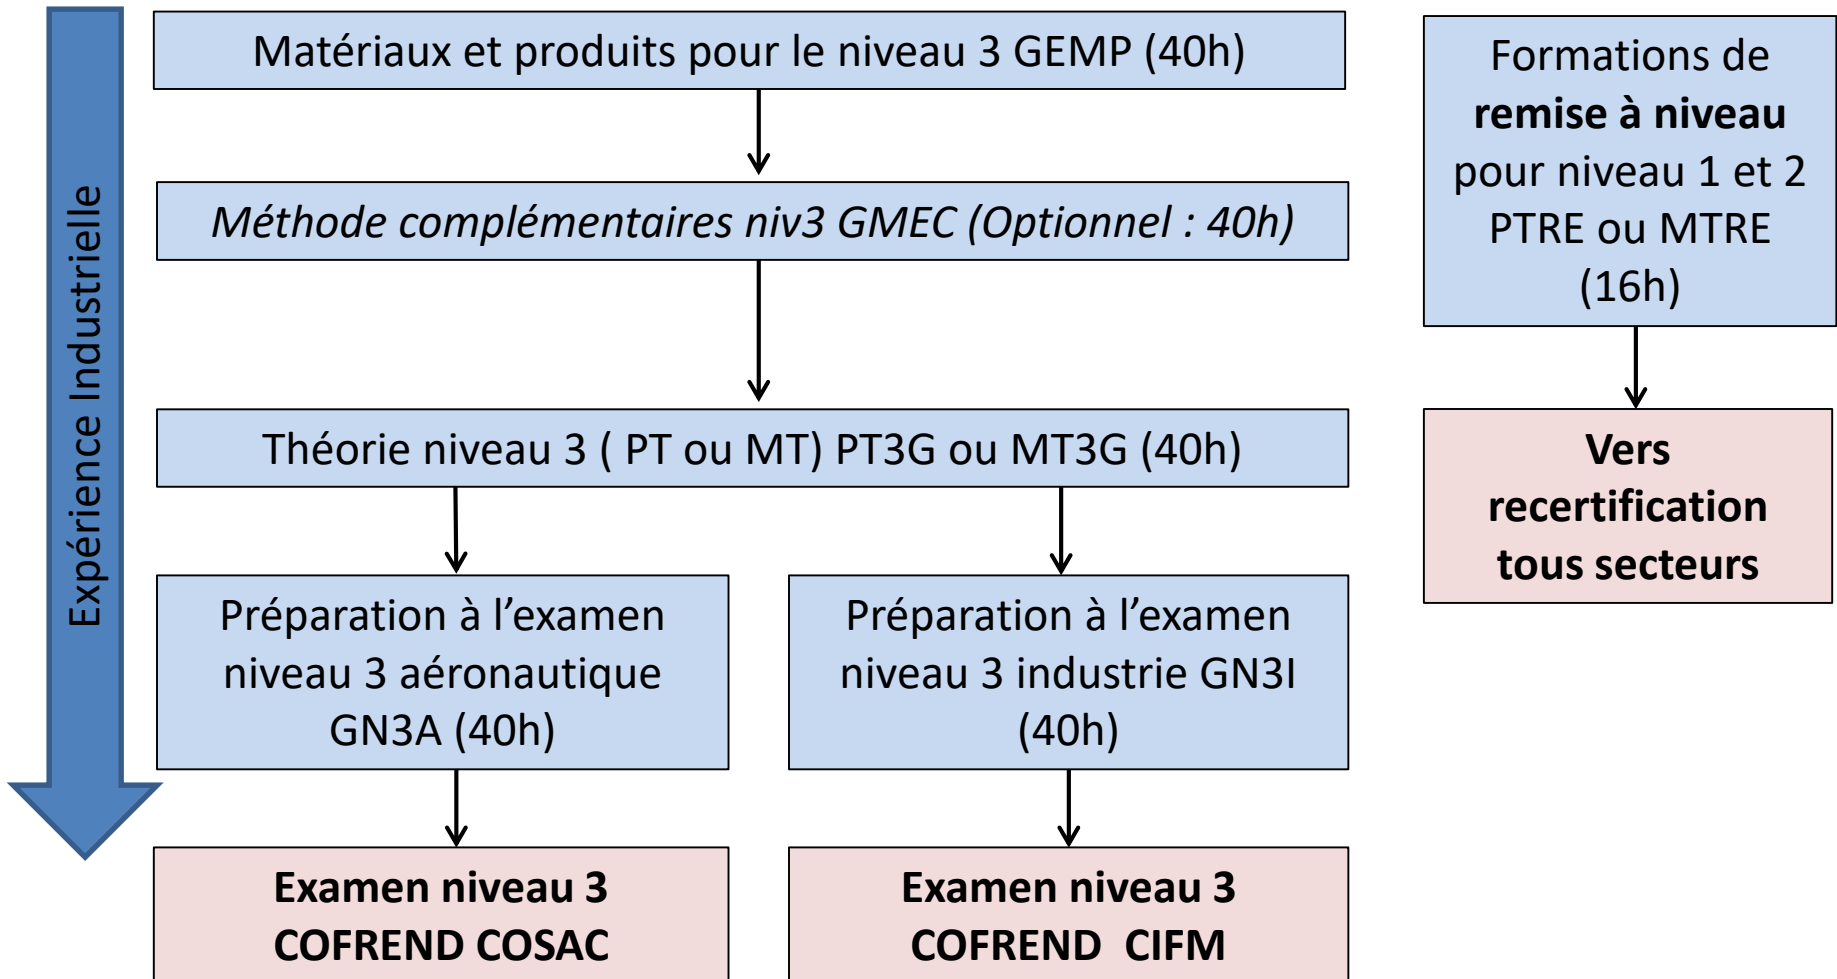 Expérience Industrielle
Matériaux et produits pour le niveau 3 GEMP (40h)
Méthode complémentaires niv3 GMEC (Optionnel : 40h)
Théorie niveau 3 ( PT ou MT) PT3G ou MT3G (40h)
Préparation à l’examen
niveau 3 aéronautique
GN3A (40h)
Préparation à l’examen
niveau 3 industrie GN3I
(40h)
Examen niveau 3
COFREND COSAC
Examen niveau 3
COFREND CIFM
Formations de
remise à niveau
pour niveau 1 et 2
PTRE ou MTRE
(16h)
Vers
recertification
tous secteurs